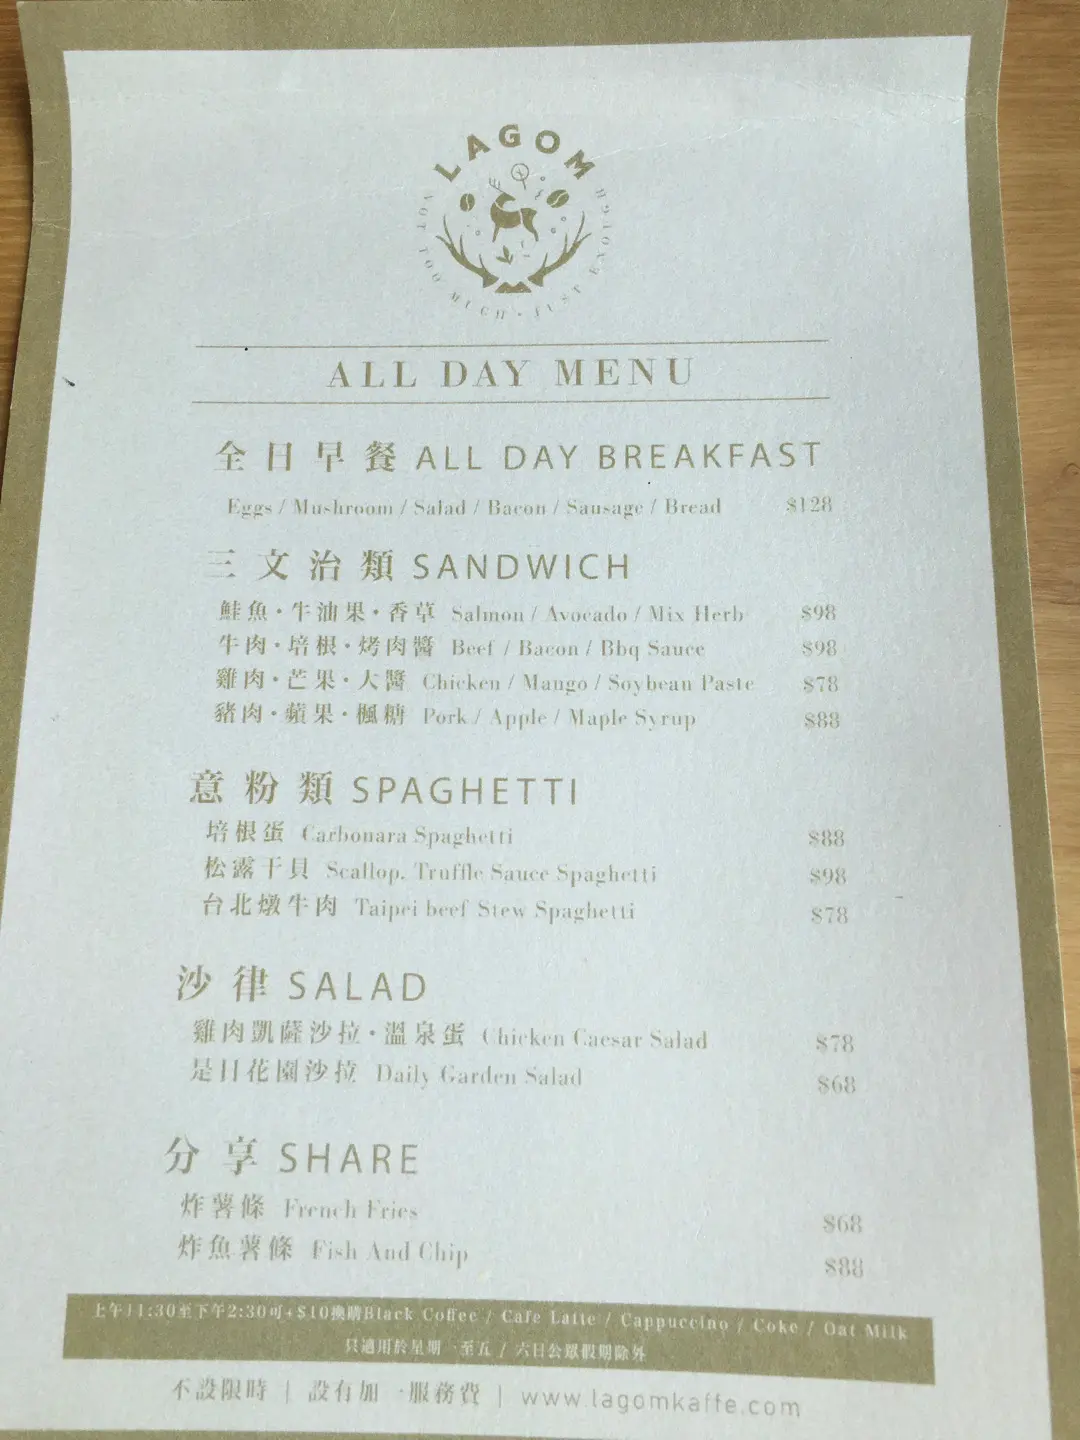 LAGOM
NOT TOO MUCH · JUST ENOUGH
ALL DAY MENU
全日早餐 ALL DAY BREAKFAST
Eggs / Mushroom / Salad / Bacon / Sausage / Bread $128
三文治類 SANDWICH
鮭魚·牛油果·香草 Salmon / Avocado / Mix Herb $98
牛肉·培根·烤肉醬 Beef / Bacon / Bbq Sauce $98
雞肉·芒果·大醬 Chicken / Mango / Soybean Paste $78
豬肉·蘋果·楓糖 Pork / Apple / Maple Syrup $88
意粉類 SPAGHETTI
培根蛋 Carbonara Spaghetti $88
松露干貝 Scallop, Truffle Sauce Spaghetti $98
台北燉牛肉 Taipei beef Stew Spaghetti $78
沙律 SALAD
雞肉凱薩沙拉·溫泉蛋 Chicken Caesar Salad $78
是日花園沙拉 Daily Garden Salad $68
分享 SHARE
炸薯條 French Fries $68
炸魚薯條 Fish And Chip $88
上午11:30至下午2:30可+$10換購Black Coffee / Cafe Latte / Cappuccino / Coke / Oat Milk
只適用於星期一至五 / 六日公眾假期除外
不設限時 | 設有加一服務費 | www.lagomkaffe.com